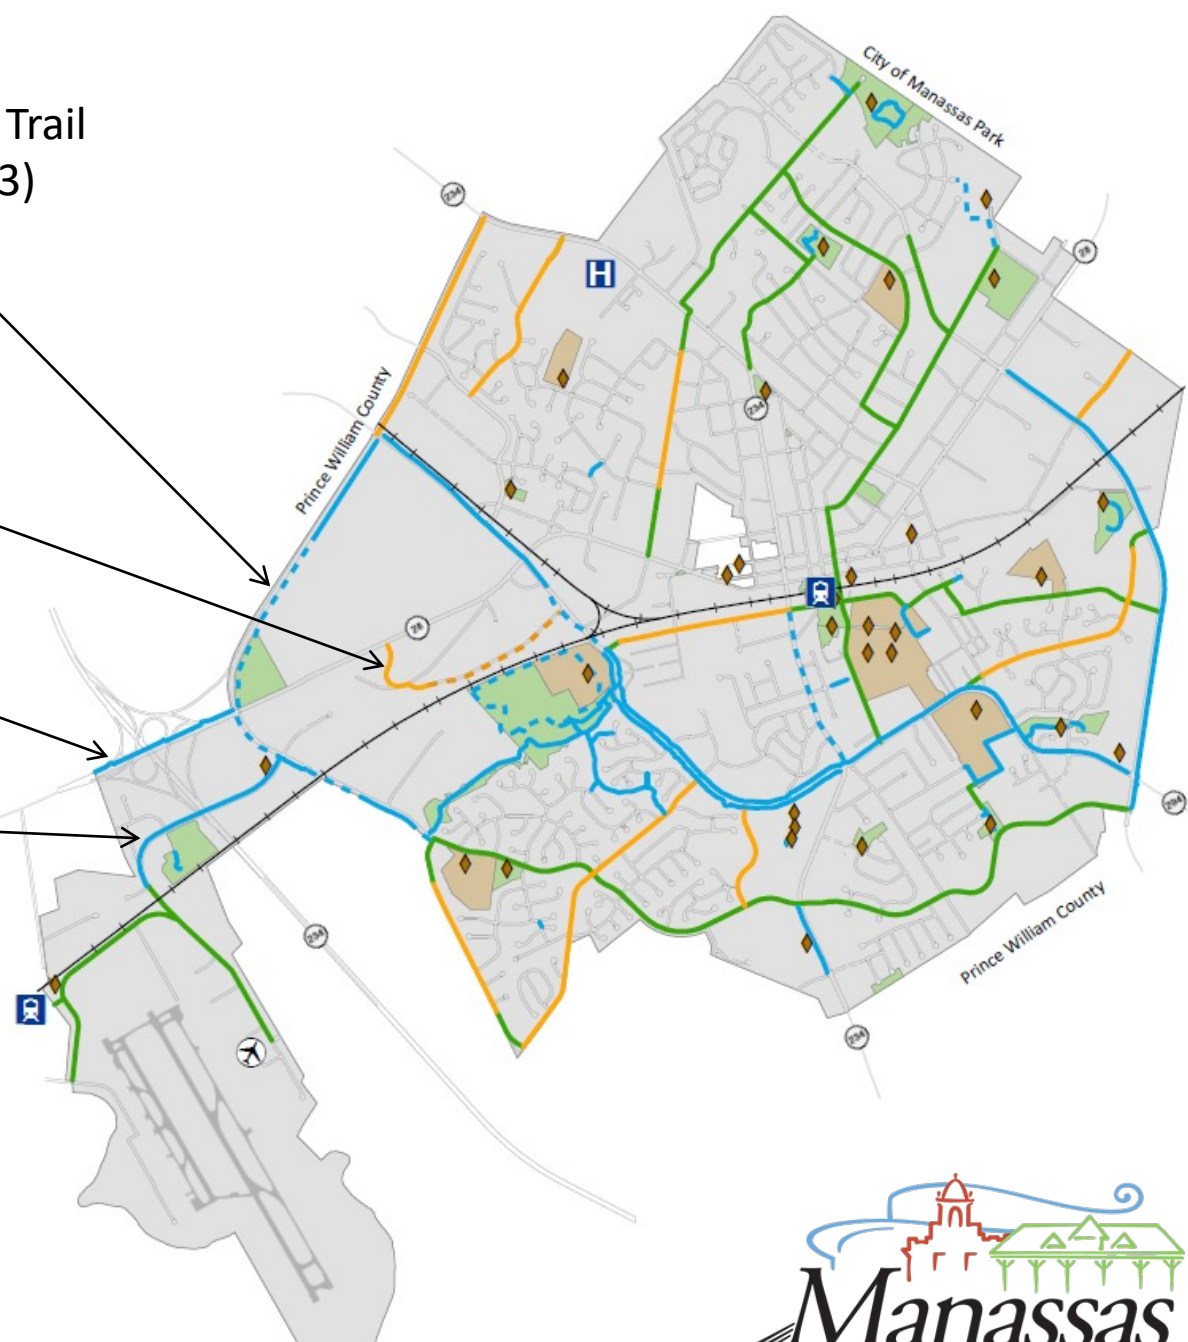 Trail
3)
City of Manassas Park
234
28
H
Prince William County
234
28
294
234
Prince William County
234
Manassas